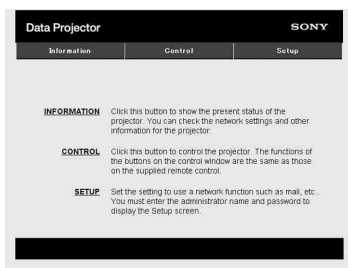 Data Projector
SONY
Information Control Setup
INFORMATION Click this button to show the present status of the
projector. You can check the network settings and other
information for the projector.
CONTROL Click this button to control the projector. The functions of
the buttons on the control window are the same as those
on the supplied remote control.
SETUP Set the setting to use a network function such as mail, etc..
You must enter the administrator name and password to
display the Setup screen.